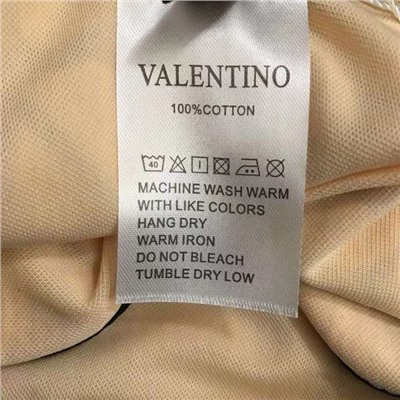 VALENTINO
100%COTTON
40
MACHINE WASH WARM
WITH LIKE COLORS
HANG DRY
WARM IRON
DO NOT BLEACH
TUMBLE DRY LOW